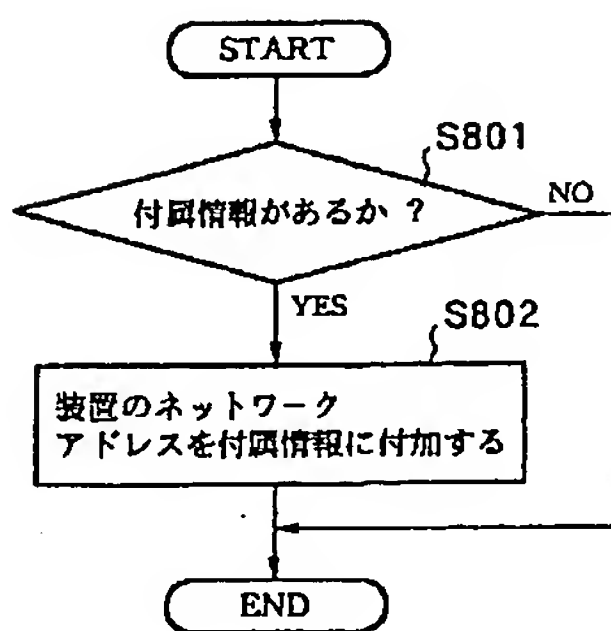 START
S801
付属情報があるか ?
NO
YES
S802
装置のネットワーク
アドレスを付属情報に付加する
END